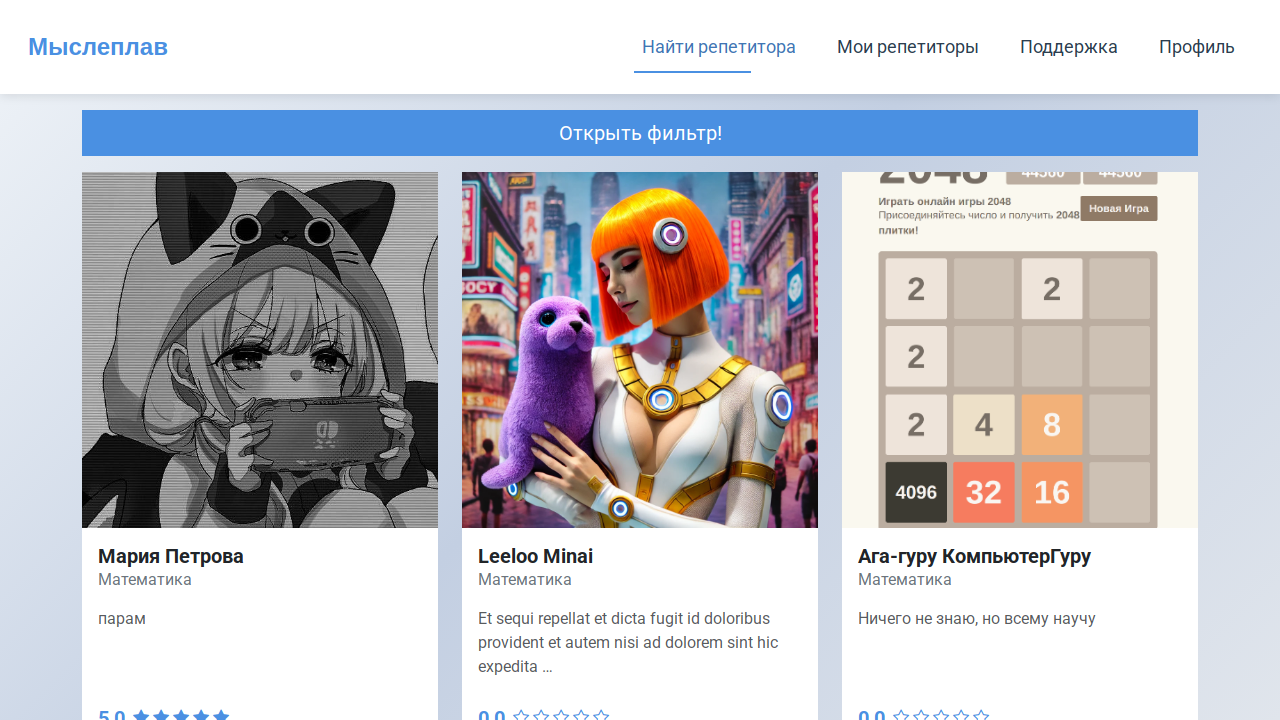 Мыслеплав
Найти репетитора
Мои репетиторы
Поддержка
Профиль
Открыть фильтр!
2048
44560
44560
Играть онлайн игры 2048
Присоединяйтесь число и получить 2048
плитки!
Новая Игра
2
2
2
2
4
8
4096
32
16
Мария Петрова
Математика
парам
5.0
Leeloo Minai
Математика
Et sequi repellat et dicta fugit id doloribus
provident et autem nisi ad dolorem sint hic
expedita ...
0.0
Ага-гуру КомпьютерГуру
Математика
Ничего не знаю, но всему научу
0.0